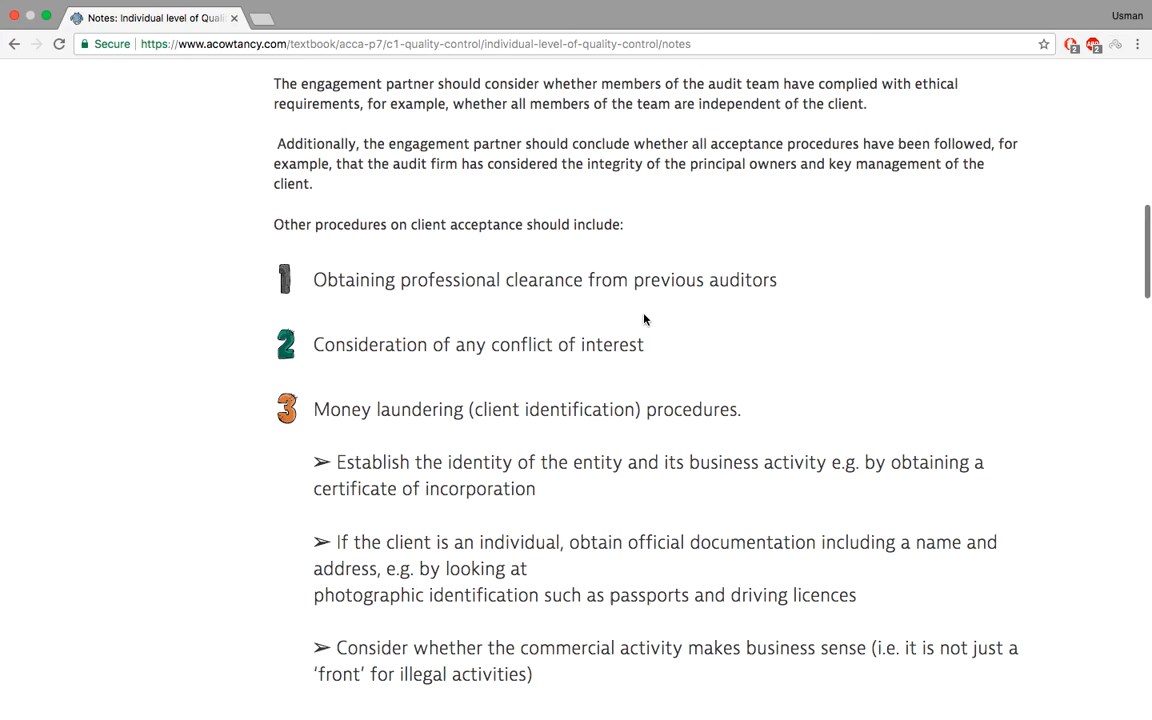 Notes: Individual level of Quali
Usman
Secure
https://www.acowtancy.com/textbook/acca-p7/c1-quality-control/individual-level-of-quality-control/notes
2
2
The engagement partner should consider whether members of the audit team have complied with ethical
requirements, for example, whether all members of the team are independent of the client.
Additionally, the engagement partner should conclude whether all acceptance procedures have been followed, for
example, that the audit firm has considered the integrity of the principal owners and key management of the
client.
Other procedures on client acceptance should include:
1 Obtaining professional clearance from previous auditors
2 Consideration of any conflict of interest
3 Money laundering (client identification) procedures.
➢ Establish the identity of the entity and its business activity e.g. by obtaining a
certificate of incorporation
➢ If the client is an individual, obtain official documentation including a name and
address, e.g. by looking at
photographic identification such as passports and driving licences
➢ Consider whether the commercial activity makes business sense (i.e. it is not just a
‘front’ for illegal activities)